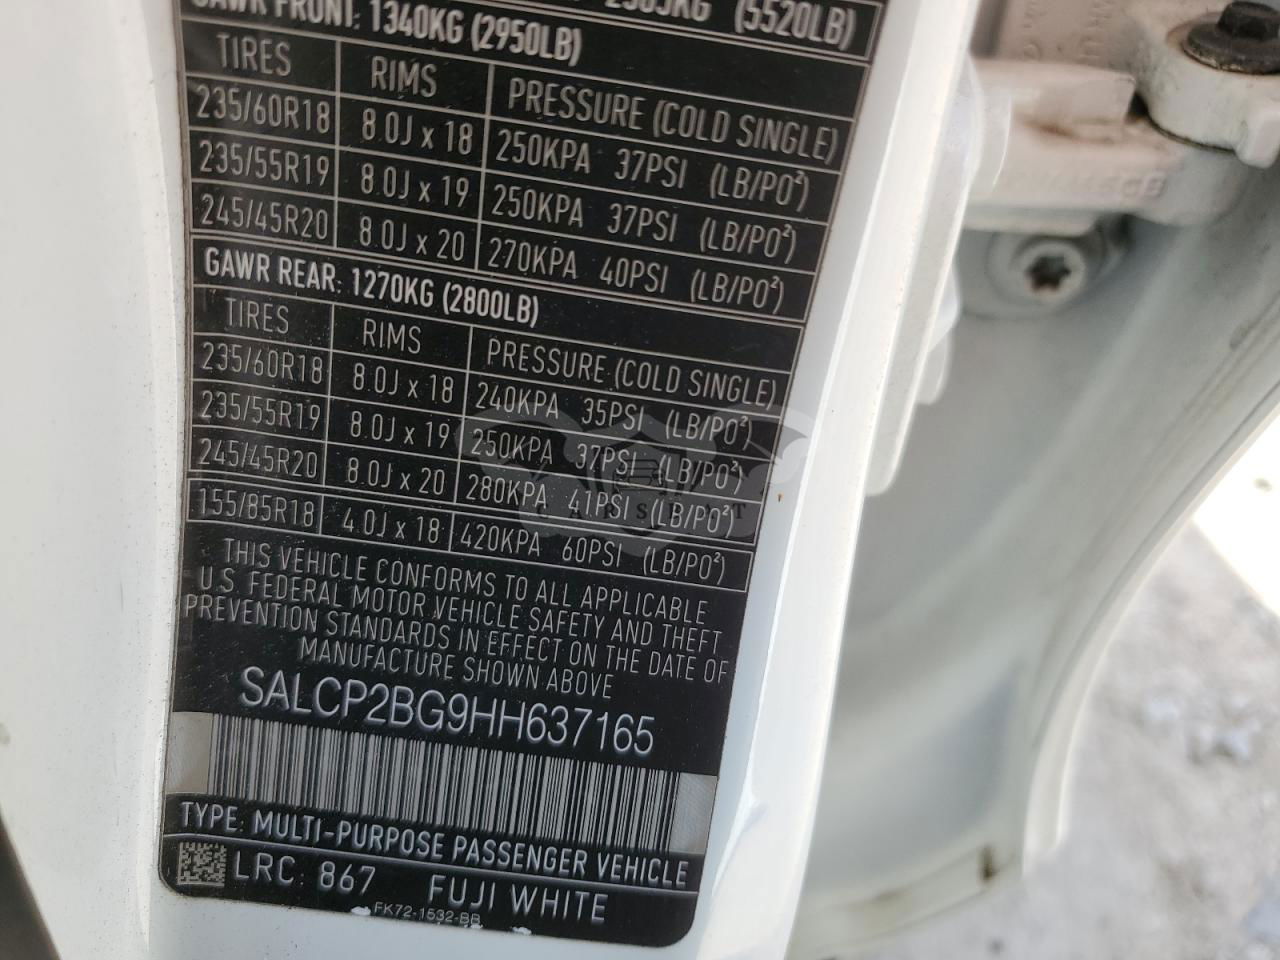 (5520LB)
GAWR FRONT: 1340KG (2950LB)
TIRES RIMS PRESSURE (COLD SINGLE)
235/60R18 8.0J x 18 250KPA 37PSI (LB/PO²)
235/55R19 8.0J x 19 250KPA 37PSI (LB/PO²)
245/45R20 8.0J x 20 270KPA 40PSI (LB/PO²)
GAWR REAR: 1270KG (2800LB)
TIRES RIMS PRESSURE (COLD SINGLE)
235/60R18 8.0J x 18 240KPA 35PSI (LB/PO²)
235/55R19 8.0J x 19 250KPA 37PSI (LB/PO²)
245/45R20 8.0J x 20 280KPA 41PSI (LB/PO²)
155/85R18 4.0J x 18 420KPA 60PSI (LB/PO²)
THIS VEHICLE CONFORMS TO ALL APPLICABLE
U.S. FEDERAL MOTOR VEHICLE SAFETY AND THEFT
PREVENTION STANDARDS IN EFFECT ON THE DATE OF
MANUFACTURE SHOWN ABOVE
SALCP2BG9HH637165
TYPE: MULTI-PURPOSE PASSENGER VEHICLE
LRC: 867 FUJI WHITE
FK72-1532-BB